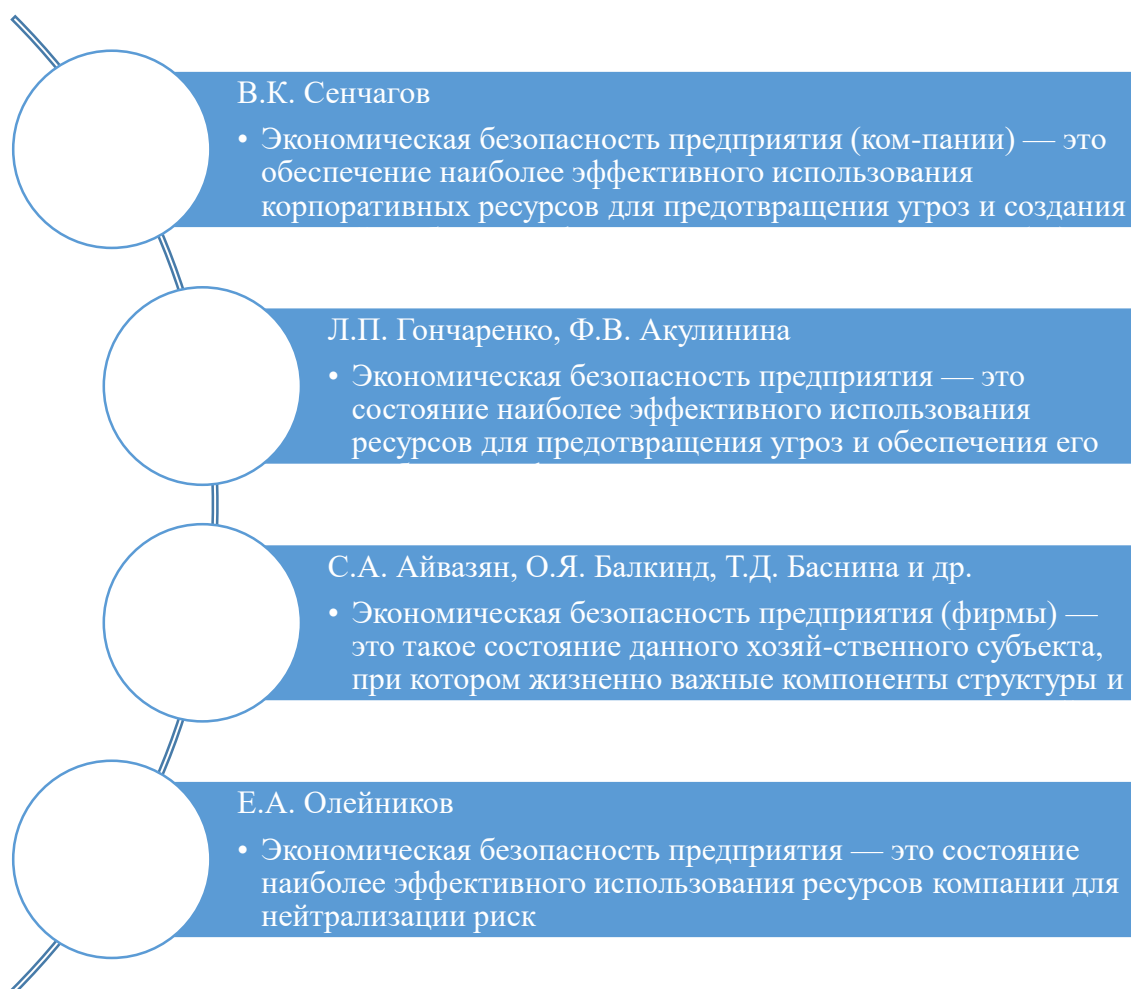 В.К. Сенчагов
• Экономическая безопасность предприятия (ком-пании) — это
обеспечение наиболее эффективного использования
корпоративных ресурсов для предотвращения угроз и создания
Л.П. Гончаренко, Ф.В. Акулинина
• Экономическая безопасность предприятия — это
состояние наиболее эффективного использования
ресурсов для предотвращения угроз и обеспечения его
С.А. Айвазян, О.Я. Балкинд, Т.Д. Баснина и др.
• Экономическая безопасность предприятия (фирмы) —
это такое состояние данного хозяй-ственного субъекта,
при котором жизненно важные компоненты структуры и
Е.А. Олейников
• Экономическая безопасность предприятия — это состояние
наиболее эффективного использования ресурсов компании для
нейтрализации риск